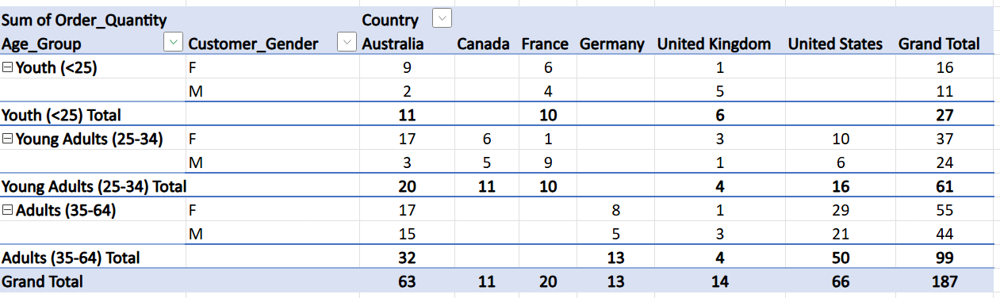 Sum of Order_Quantity Country
Age_Group Customer_Gender Australia Canada France Germany United Kingdom United States Grand Total
Youth (<25) F 9 6 1 16
M 2 4 5 11
Youth (<25) Total 11 10 6 27
Young Adults (25-34) F 17 6 1 3 10 37
M 3 5 9 1 6 24
Young Adults (25-34) Total 20 11 10 4 16 61
Adults (35-64) F 17 8 1 29 55
M 15 5 3 21 44
Adults (35-64) Total 32 13 4 50 99
Grand Total 63 11 20 13 14 66 187